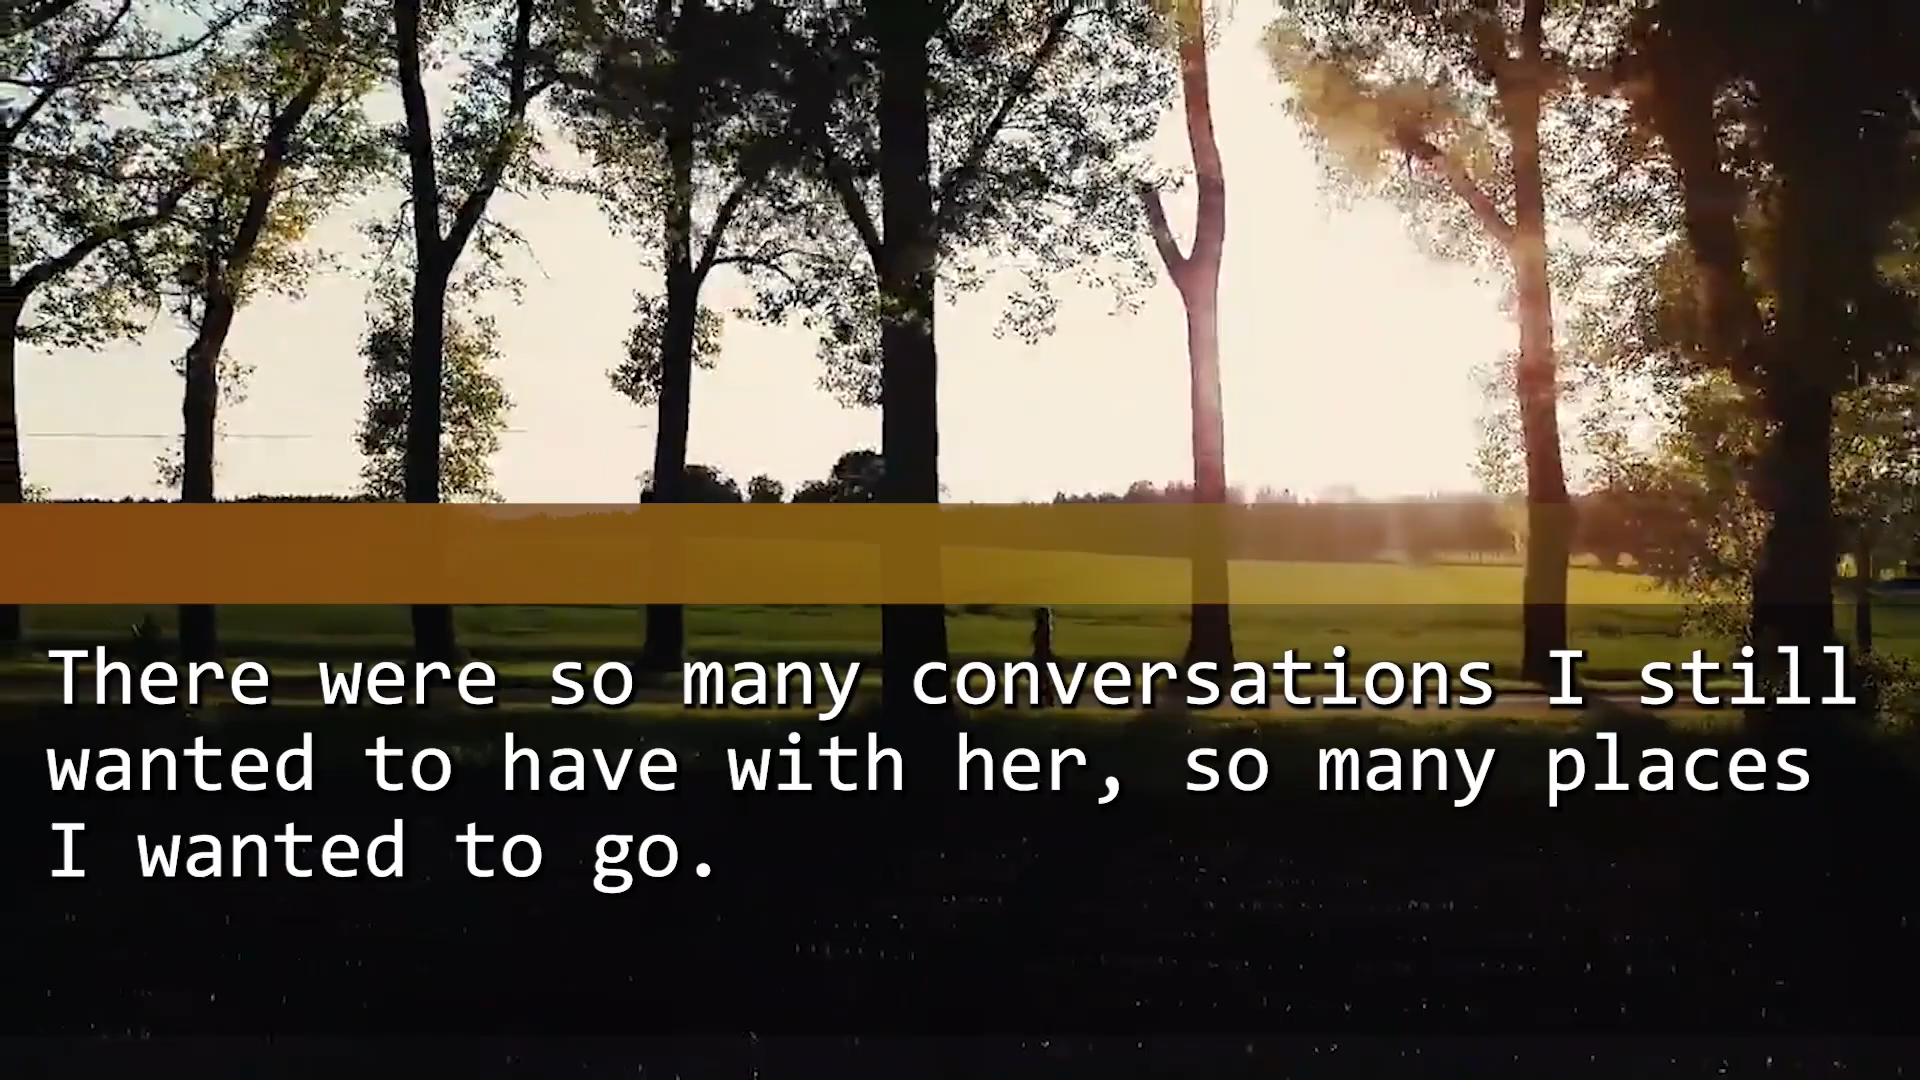 There were so many conversations I still
wanted to have with her, so many places
I wanted to go.